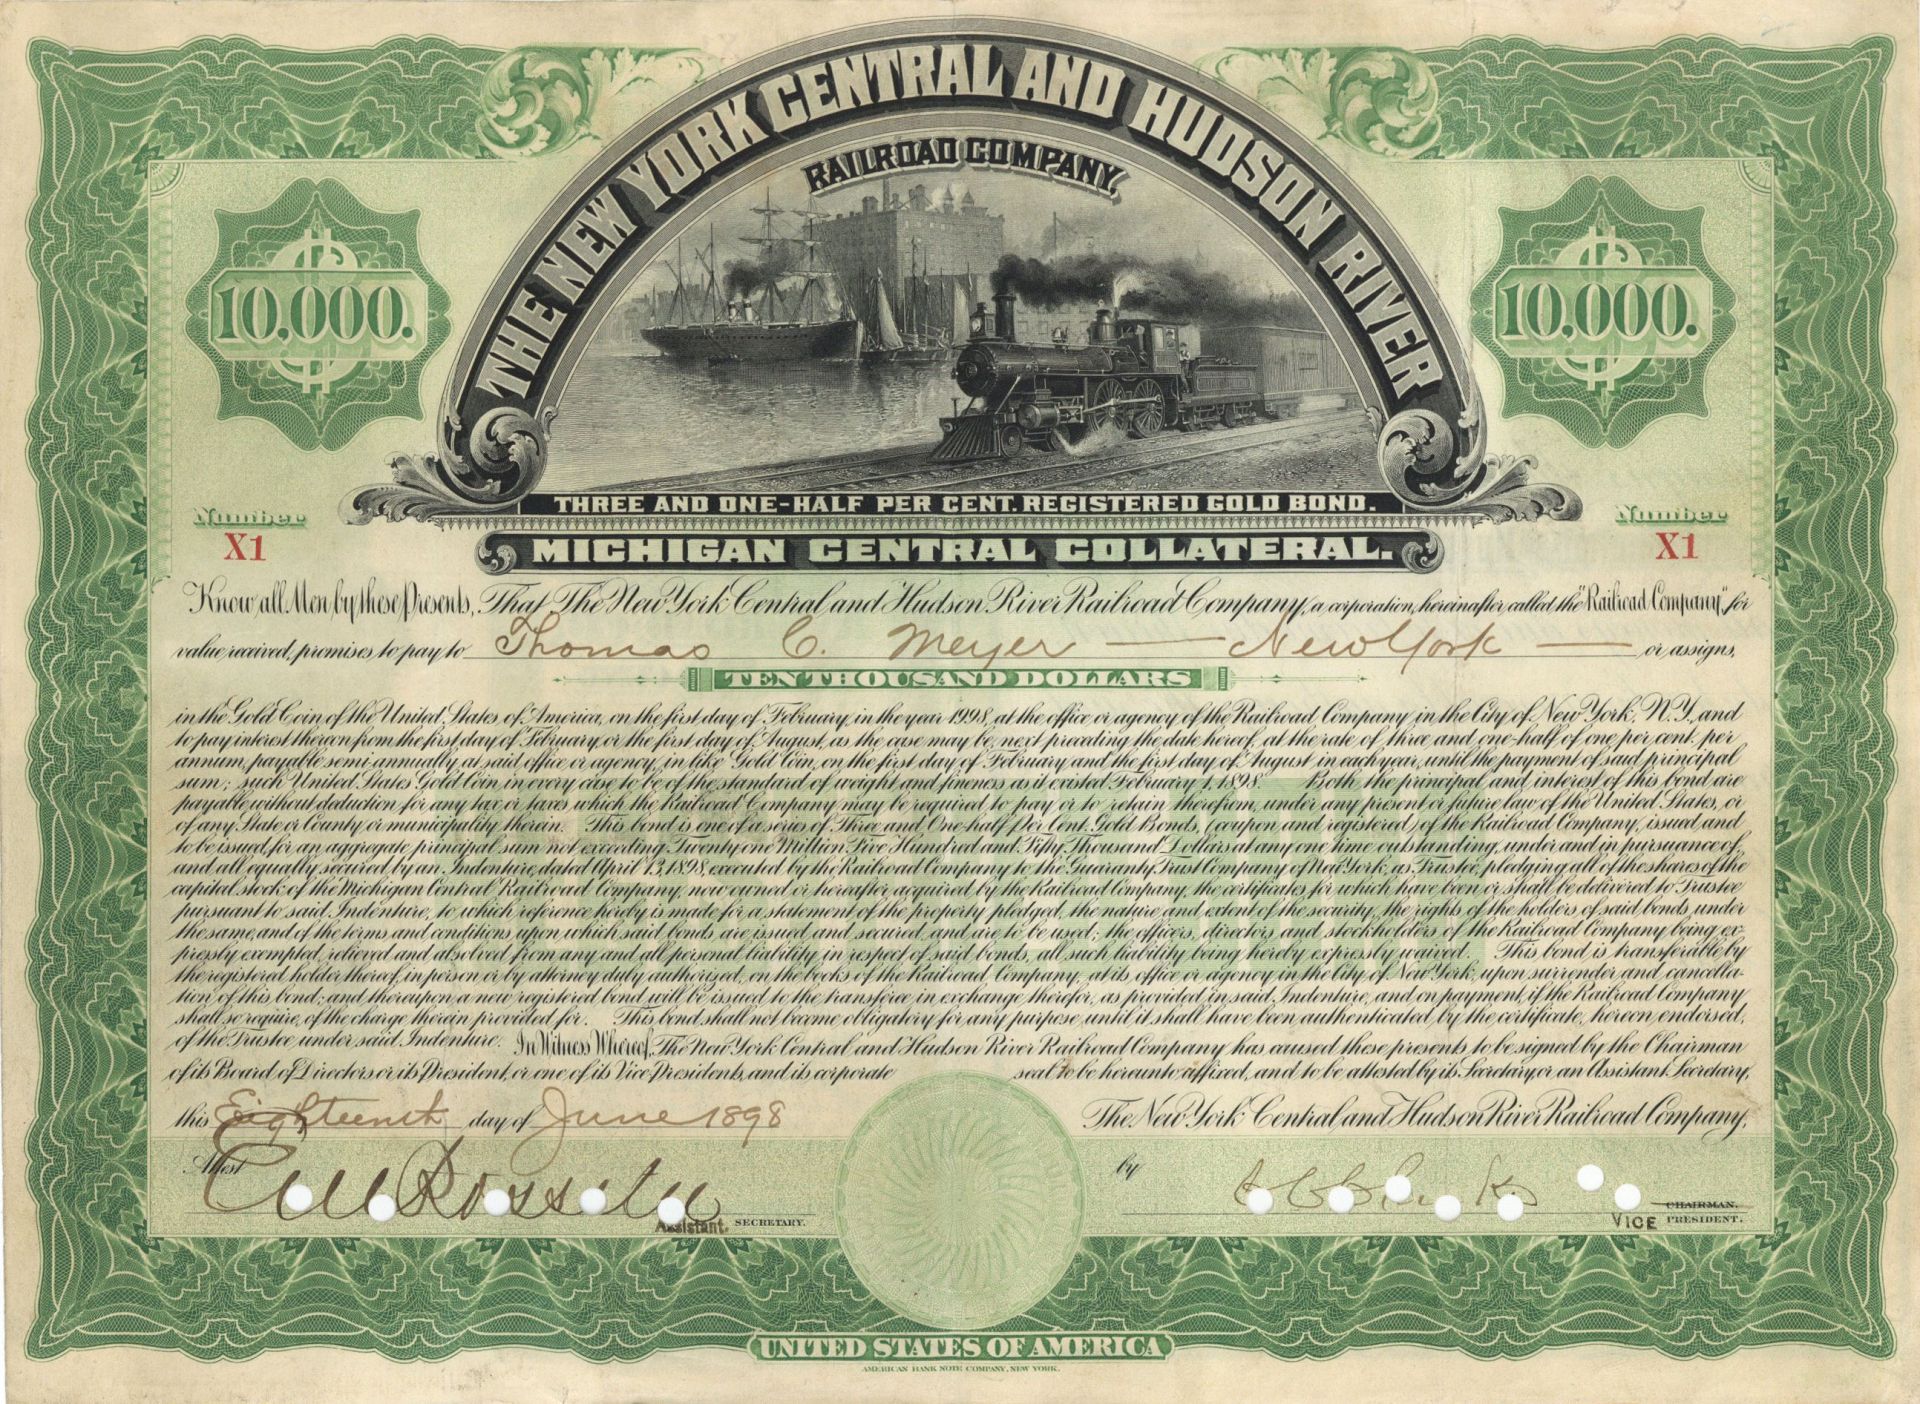 THE NEW YORK CENTRAL AND HUDSON RIVER
RAILROAD COMPANY,
10,000.
10,000.
THREE AND ONE-HALF PER CENT. REGISTERED GOLD BOND.
Number
X1
Number
X1
MICHIGAN CENTRAL COLLATERAL.
Know all Men by these Presents, That The New York Central and Hudson River Railroad Company, a corporation, hereinafter called the "Railroad Company", for
value received, promises to pay to Thomas C. Meyer — New York — or assigns,
TEN THOUSAND DOLLARS
in the Gold Coin of the United States of America, on the first day of February, in the year 1998, at the office or agency of the Railroad Company in the City of New York, N.Y., and
to pay interest thereon from the first day of February, or the first day of August, as the case may be, next preceding the date hereof, at the rate of three and one-half of one per cent. per
annum, payable semi-annually at said office or agency, in like Gold Coin, on the first day of February and the first day of August in each year, until the payment of said principal
sum; such United States Gold Coin in every case to be of the standard of weight and fineness as it existed February 1, 1898. Both the principal and interest of this bond are
payable without deduction for any tax or taxes which the Railroad Company may be required to pay or to retain therefrom, under any present or future law of the United States, or
of any State or County or municipality therein. This bond is one of a series of Three and One-half Per Cent. Gold Bonds, (coupon and registered) of the Railroad Company, issued and
to be issued, for an aggregate principal sum not exceeding Twenty one Million Five Hundred and Fifty Thousand Dollars at any one time outstanding, under and in pursuance of,
and all equally secured by an Indenture, dated April 13, 1898, executed by the Railroad Company to the Guaranty Trust Company of New York, as Trustee, pledging all of the shares of the
capital stock of the Michigan Central Railroad Company, now owned or hereafter acquired by the Railroad Company, the certificates for which have been or shall be delivered to Trustee
pursuant to said Indenture, to which reference hereby is made for a statement of the property pledged, the nature and extent of the security, the rights of the holders of said bonds under
the same, and of the terms and conditions upon which said bonds are issued and secured, and are to be used; the officers, directors and stockholders of the Railroad Company being ex-
pressly exempted, relieved and absolved from any and all personal liability in respect of said bonds, all such liability being hereby expressly waived. This bond is transferable by
the registered holder thereof, in person or by attorney duly authorized, on the books of the Railroad Company, at its office or agency in the City of New York, upon surrender and cancella-
tion of this bond; and thereupon a new registered bond will be issued to the transferee in exchange therefor, as provided in said Indenture, and on payment, if the Railroad Company
shall so require, of the charge therein provided for. This bond shall not become obligatory for any purpose, until it shall have been authenticated by the certificate, hereon endorsed,
of the Trustee under said Indenture. In Witness Whereof, The New York Central and Hudson River Railroad Company has caused these presents to be signed by the Chairman
of its Board of Directors or its President, or one of its Vice Presidents, and its corporate seal to be hereunto affixed, and to be attested by its Secretary, or an Assistant Secretary,
this Eighteenth day of June 1898
The New York Central and Hudson River Railroad Company,
Attest
by
Assistant. SECRETARY.
CHAIRMAN.
VICE PRESIDENT.
UNITED STATES OF AMERICA
AMERICAN BANK NOTE COMPANY, NEW YORK.